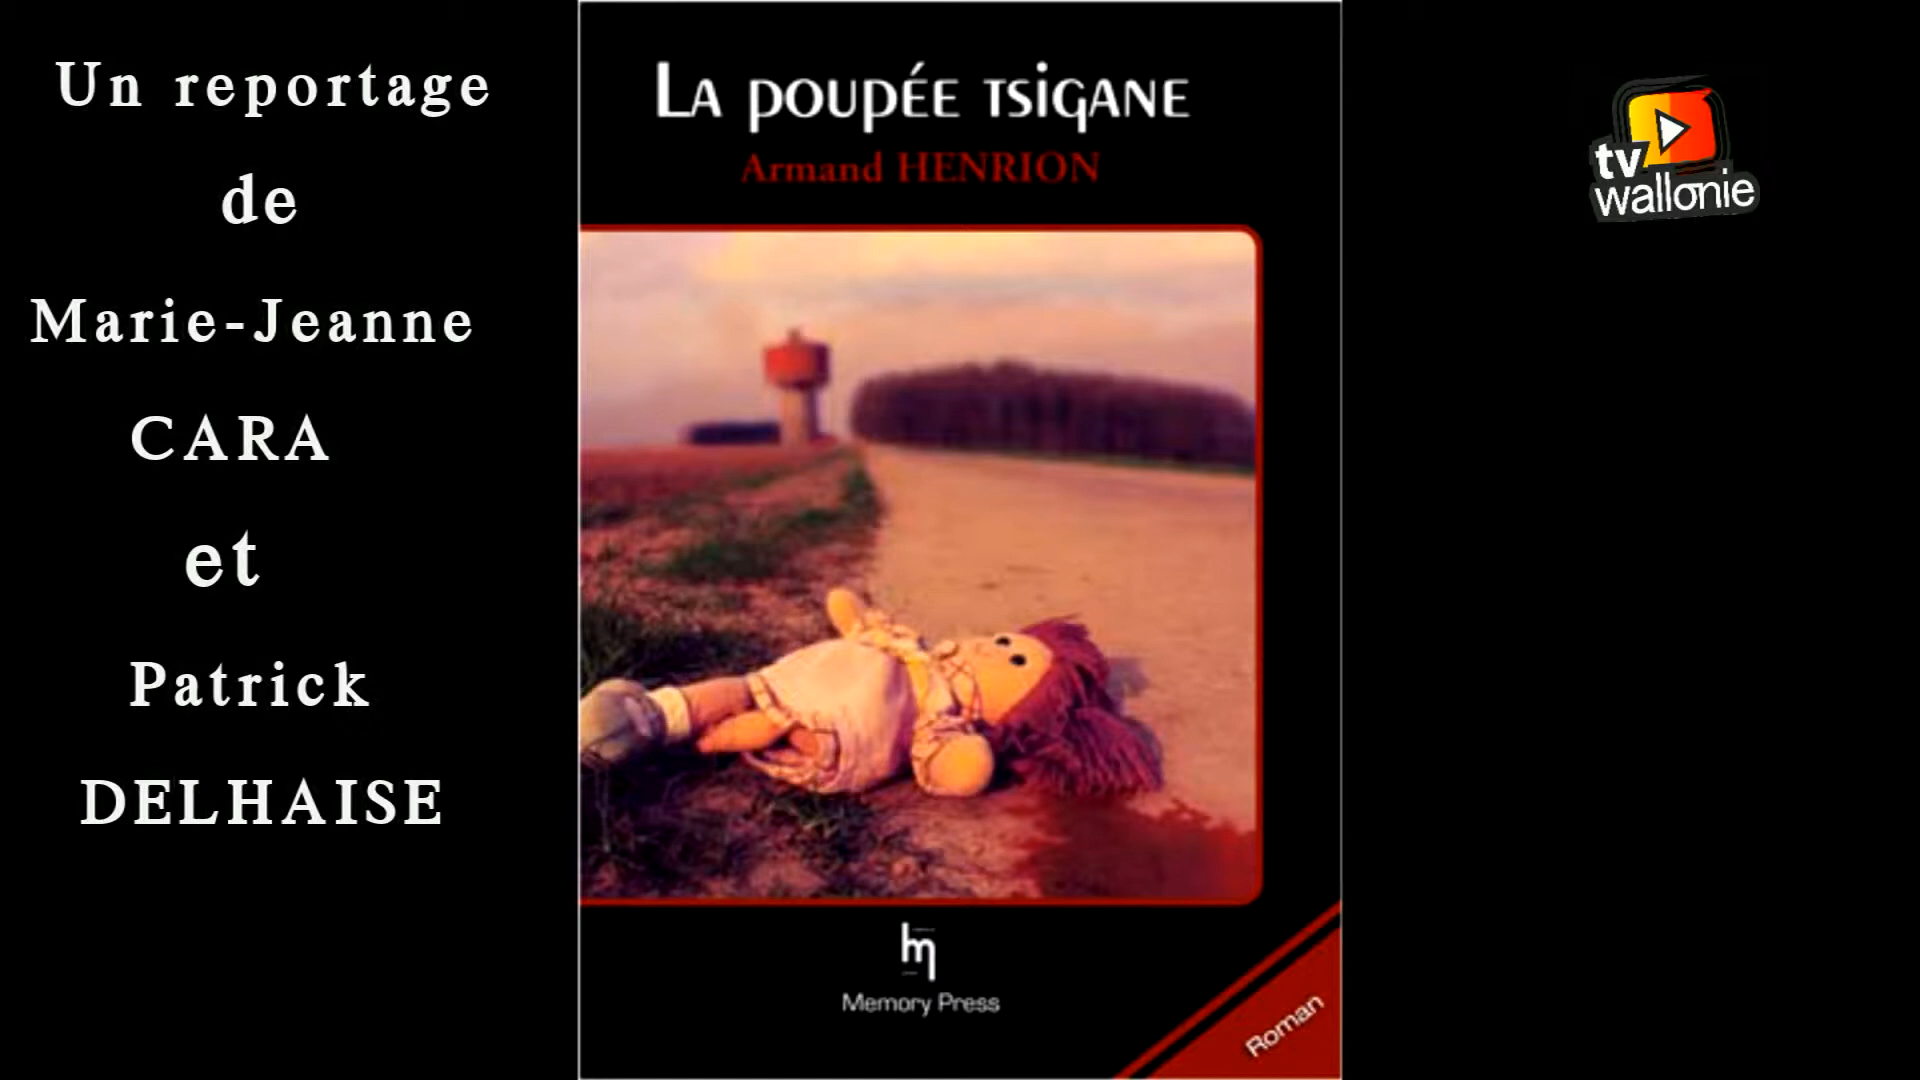 Un reportage
de
Marie-Jeanne
CARA
et
Patrick
DELHAISE
LA POUPÉE TSIGANE
Armand HENRION
hm
Memory Press
Roman
tv
wallonie